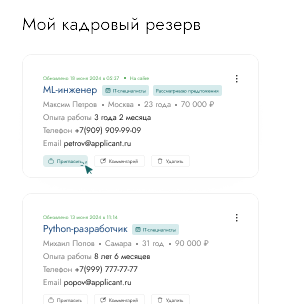 Мой кадровый резерв
Обновлено 18 июня 2024 в 05:37 • На сайте
ML-инженер IT-специалисты Рассматриваю предложения
Максим Петров • Москва • 23 года • 70 000 ₽
Опыта работы 3 года 2 месяца
Телефон +7(909) 909-99-09
Email petrov@applicant.ru
Пригласить Комментарий Удалить
Обновлено 13 июня 2024 в 11:14
Python-разработчик IT-специалисты
Михаил Попов • Самара • 31 год • 90 000 ₽
Опыта работы 8 лет 6 месяцев
Телефон +7(999) 777-77-77
Email popov@applicant.ru
Пригласить Комментарий Удалить